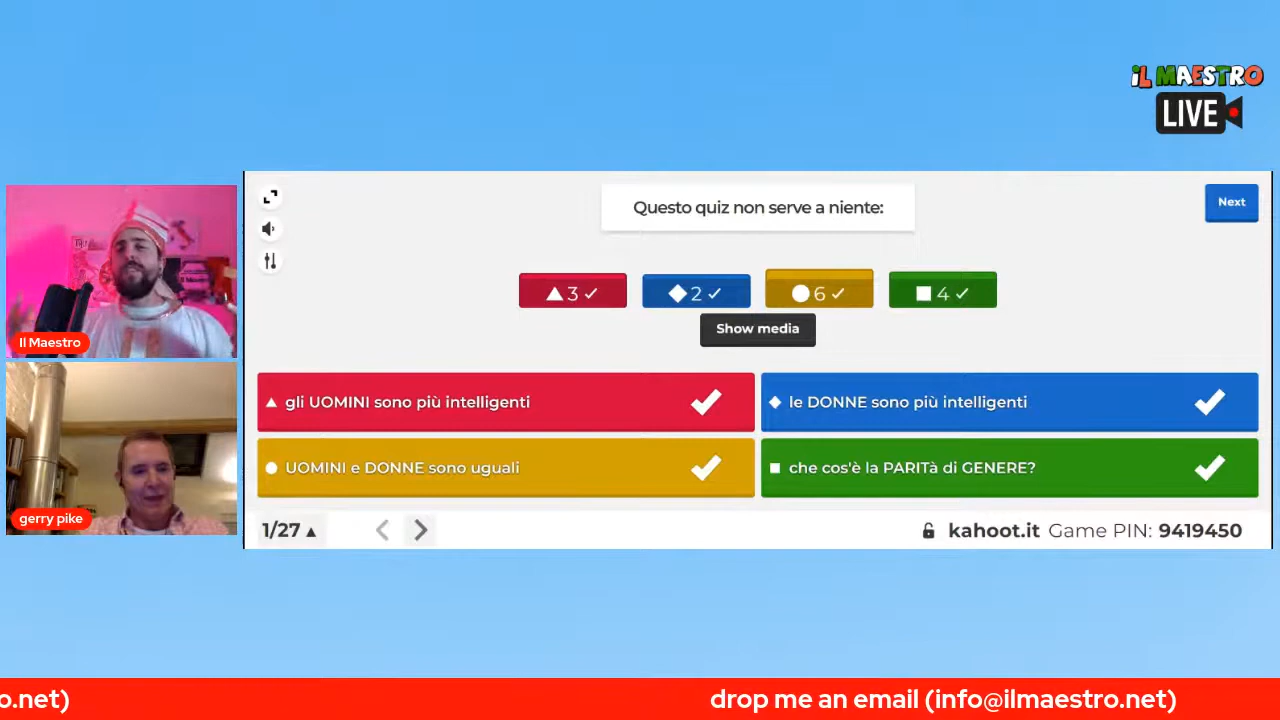 iL MAESTRO
LIVE
Questo quiz non serve a niente:
Next
3
2
6
4
Show media
Il Maestro
gli UOMINI sono più intelligenti
le DONNE sono più intelligenti
UOMINI e DONNE sono uguali
che cos'è la PARITà di GENERE?
gerry pike
1/27
kahoot.it Game PIN: 9419450
o.net)
drop me an email (info@ilmaestro.net)